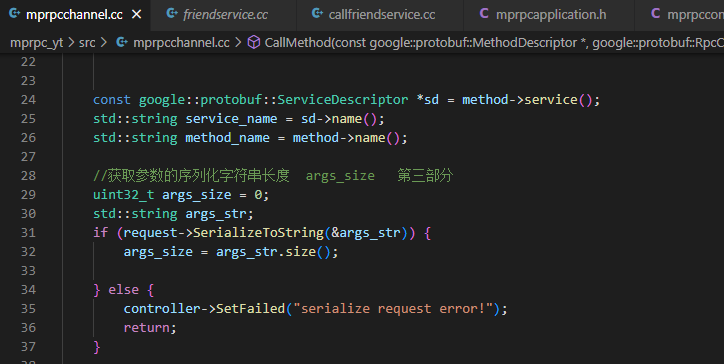 mprpcchannel.cc × friendservice.cc callfriendservice.cc mprpcapplication.h
mprpc_yt > src > mprpcchannel.cc > CallMethod(const google::protobuf::MethodDescriptor *, google::protobuf::RpcC
22
23
24 const google::protobuf::ServiceDescriptor *sd = method->service();
25 std::string service_name = sd->name();
26 std::string method_name = method->name();
27
28 //获取参数的序列化字符串长度 args_size 第三部分
29 uint32_t args_size = 0;
30 std::string args_str;
31 if (request->SerializeToString(&args_str)) {
32 args_size = args_str.size();
33
34 } else {
35 controller->SetFailed("serialize request error!");
36 return;
37 }